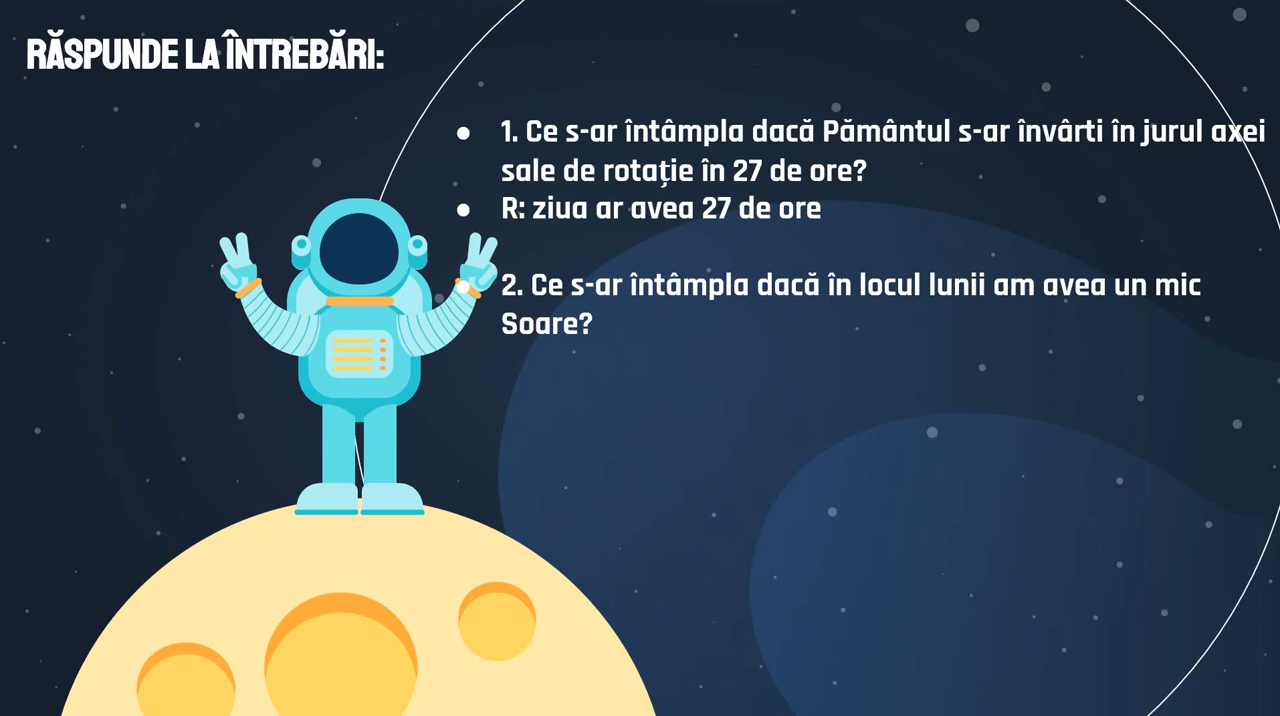 RĂSPUNDE LA ÎNTREBĂRI:
● 1. Ce s-ar întâmpla dacă Pământul s-ar învârti în jurul axei
sale de rotație în 27 de ore?
● R: ziua ar avea 27 de ore
2. Ce s-ar întâmpla dacă în locul lunii am avea un mic
Soare?